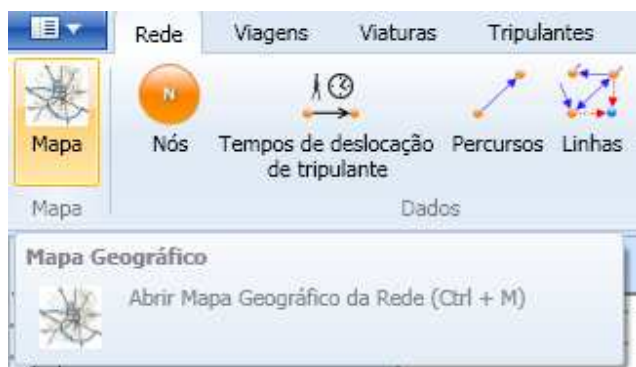 Rede Viagens Viaturas Tripulantes
N
Mapa Nós Tempos de deslocação Percursos Linhas
de tripulante
Mapa Dados
Mapa Geográfico
Abrir Mapa Geográfico da Rede (Ctrl + M)